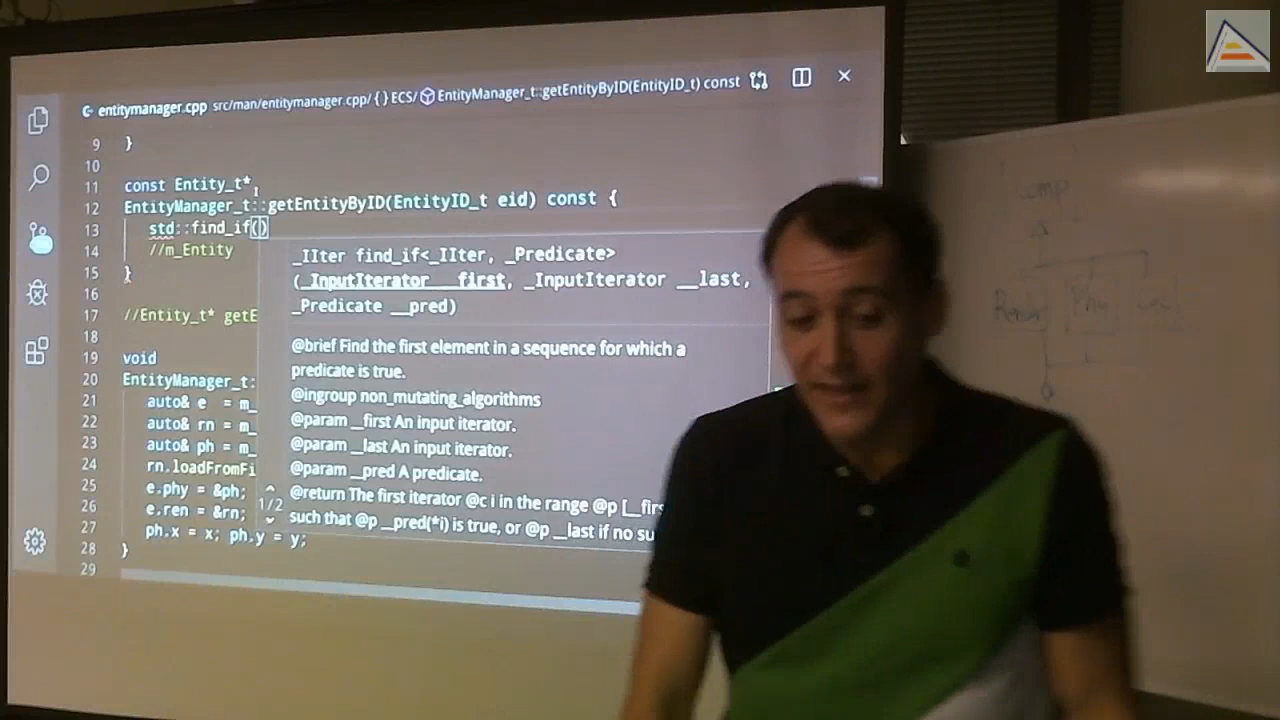 entitymanager.cpp src/man/entitymanager.cpp/ { } ECS/ EntityManager_t::getEntityByID(EntityID_t) const
9 }
10
11 const Entity_t*
12 EntityManager_t::getEntityByID(EntityID_t eid) const {
13 std::find_if()
14 //m_Entity
15 }
16
17 //Entity_t* getE
18
19 void
20 EntityManager_t:
21 auto& e = m_
22 auto& rn = m_
23 auto& ph = m_
24 rn.loadFromFi
25 e.phy = &ph;
26 e.ren = &rn;
27 ph.x = x; ph.y = y;
28 }
29
_IIter find_if<_IIter, _Predicate>
(_InputIterator __first, _InputIterator __last,
_Predicate __pred)
@brief Find the first element in a sequence for which a
predicate is true.
@ingroup non_mutating_algorithms
@param __first An input iterator.
@param __last An input iterator.
@param __pred A predicate.
1/2
@return The first iterator @c i in the range @p [__firs
such that @p __pred(*i) is true, or @p __last if no su